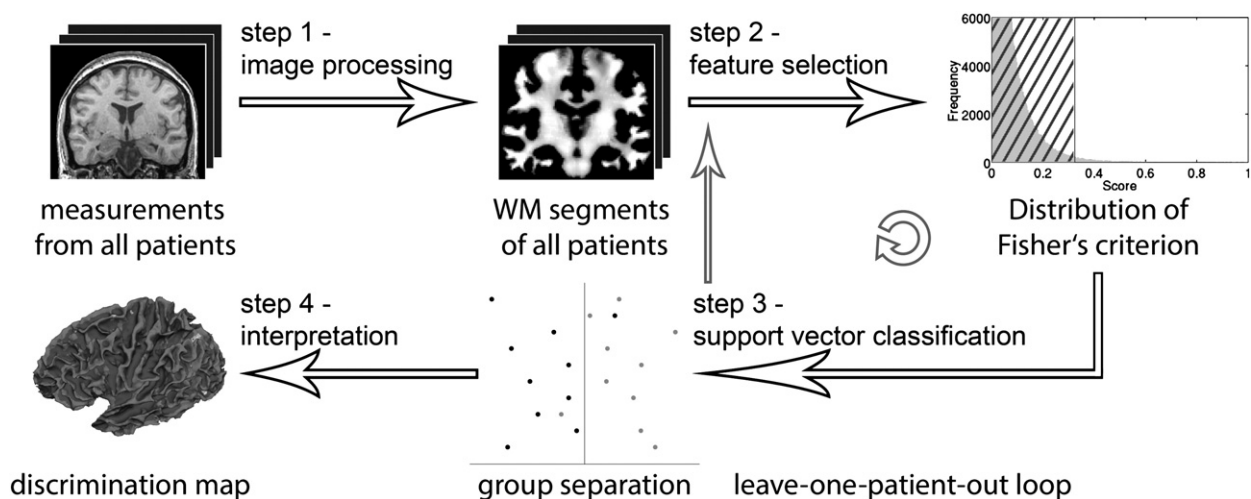 step 1 -
image processing
measurements
from all patients
WM segments
of all patients
step 2 -
feature selection
6000
4000
2000
0
Frequency
0
0.2
0.4
0.6
0.8
1
Score
Distribution of
Fisher‘s criterion
step 3 -
support vector classification
step 4 -
interpretation
discrimination map
group separation
leave-one-patient-out loop